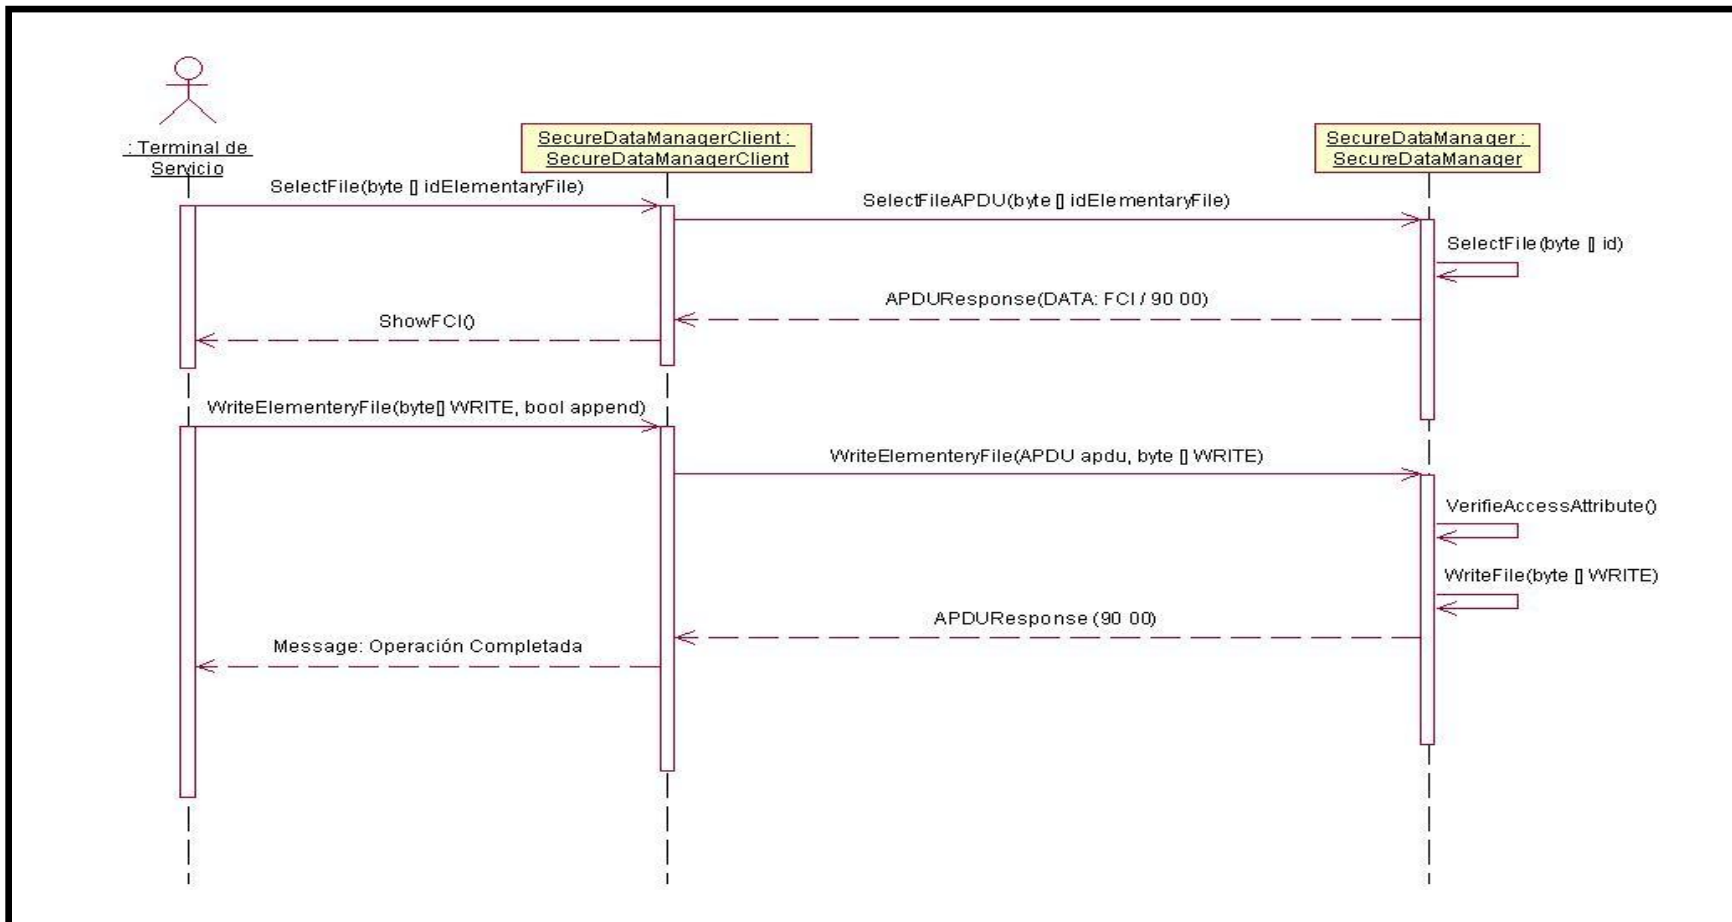 : Terminal de
Servicio
SecureDataManagerClient :
SecureDataManagerClient
SecureDataManager :
SecureDataManager
SelectFile(byte [] idElementaryFile)
SelectFileAPDU(byte [] idElementaryFile)
SelectFile(byte [] id)
APDUResponse(DATA: FCI / 90 00)
ShowFCI()
WriteElementeryFile(byte[] WRITE, bool append)
WriteElementeryFile(APDU apdu, byte [] WRITE)
VerifieAccessAttribute()
WriteFile(byte [] WRITE)
APDUResponse (90 00)
Message: Operación Completada